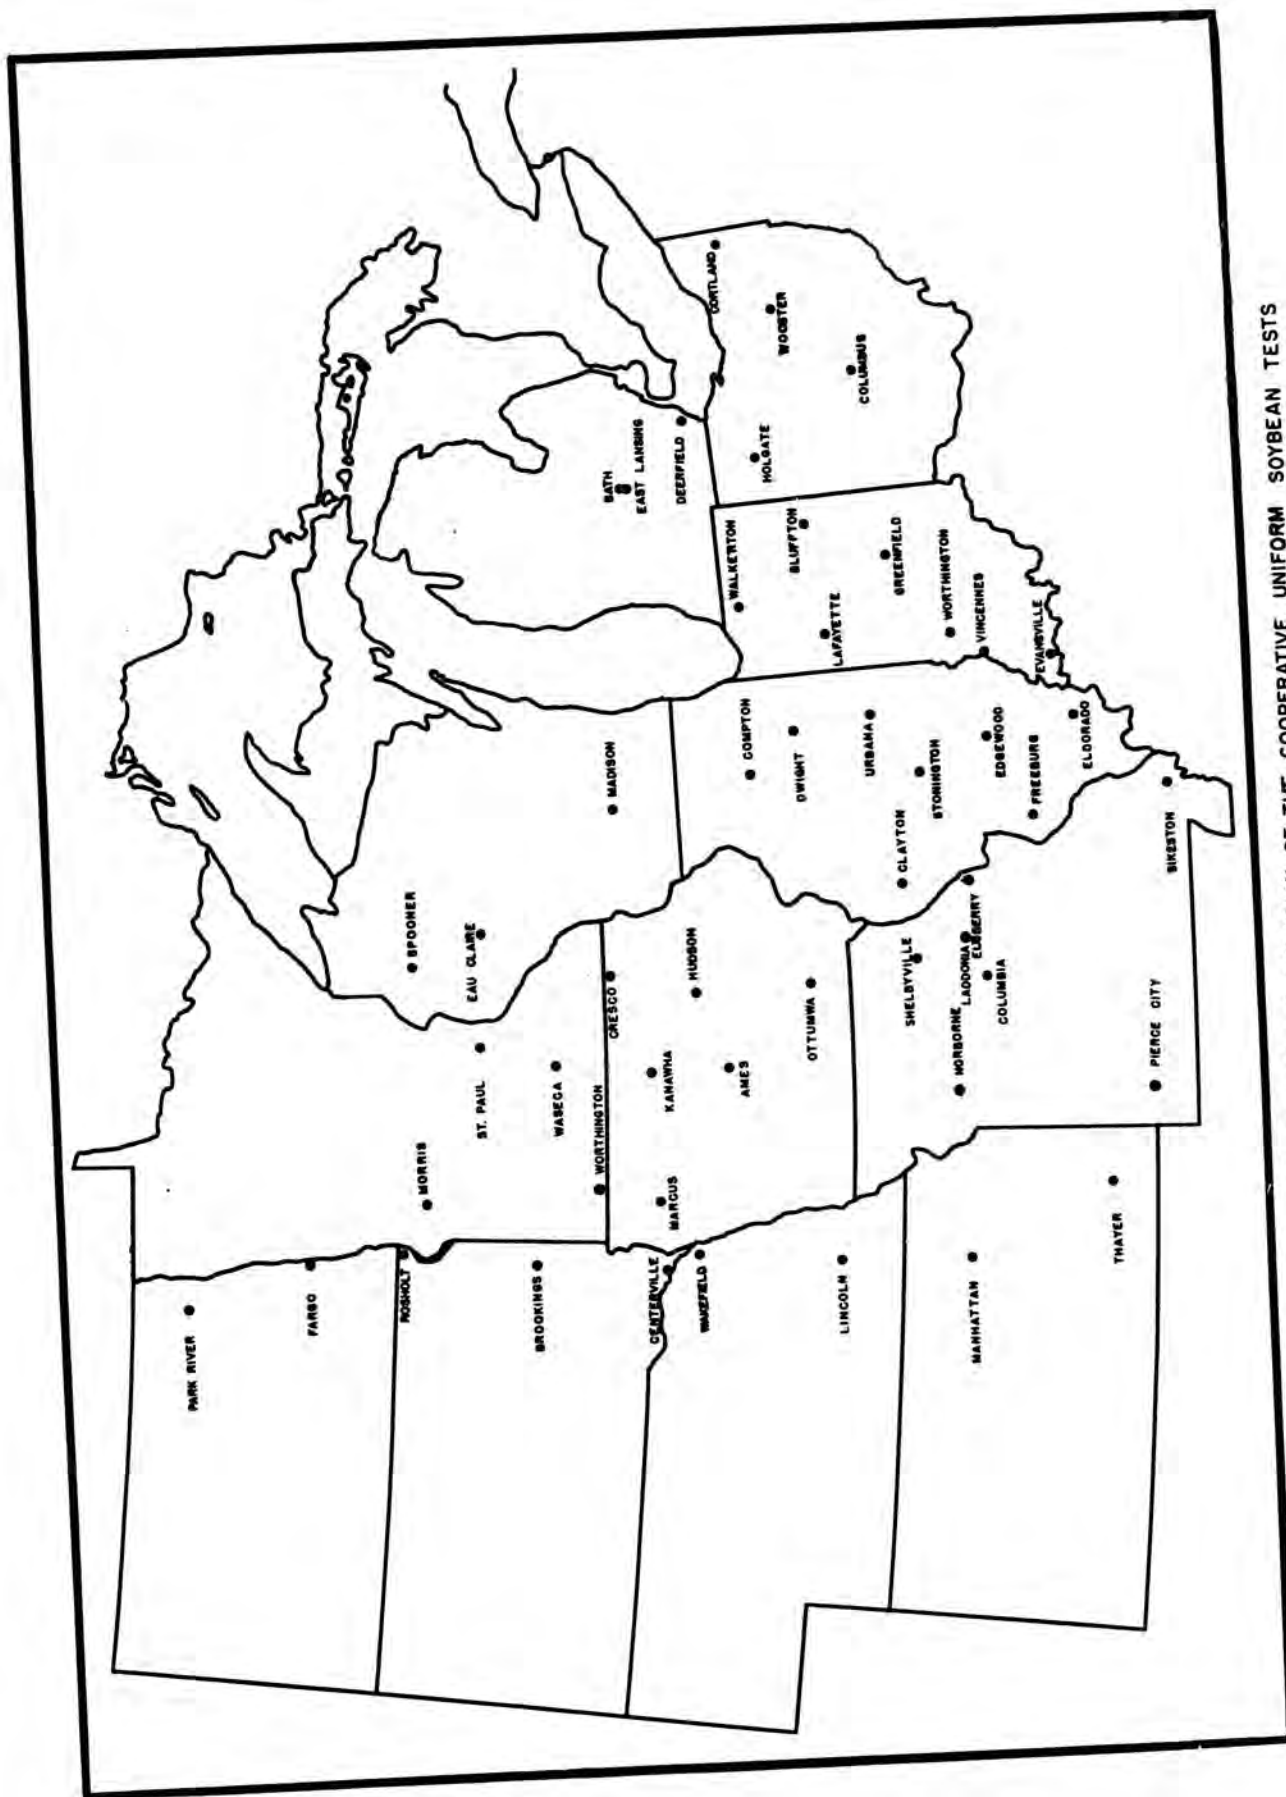 PARK RIVER
FARGO
ROSHOLT
BROOKINGS
CENTERVILLE
WAKEFIELD
LINCOLN
MANHATTAN
THAYER
MORRIS
ST. PAUL
WASECA
WORTHINGTON
SPOONER
EAU CLAIRE
MADISON
CRESCO
KANAWHA
HUDSON
MARCUS
AMES
OTTUMWA
SHELBYVILLE
NORBORNE
LADDONIA
ELSBERRY
COLUMBIA
PIERCE CITY
SIKESTON
COMPTON
DWIGHT
URBANA
CLAYTON
STONINGTON
EDGEWOOD
FREEBURG
ELDORADO
WALKERTON
BLUFFTON
LAFAYETTE
GREENFIELD
WORTHINGTON
VINCENNES
EVANSVILLE
BATH
EAST LANSING
DEERFIELD
CORTLAND
WOOSTER
HOLGATE
COLUMBUS
THE COOPERATIVE UNIFORM SOYBEAN TESTS